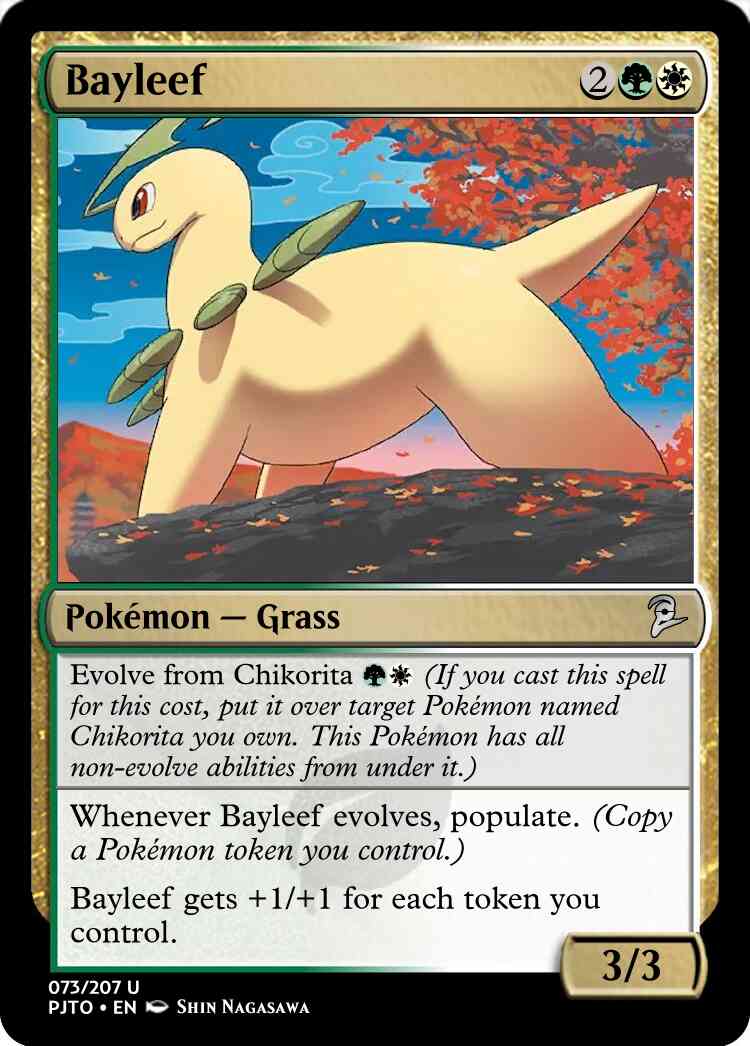 Bayleef 2
Pokémon — Grass
Evolve from Chikorita (If you cast this spell
for this cost, put it over target Pokémon named
Chikorita you own. This Pokémon has all
non-evolve abilities from under it.)
Whenever Bayleef evolves, populate. (Copy
a Pokémon token you control.)
Bayleef gets +1/+1 for each token you
control.
3/3
073/207 U
PJTO • EN Shin Nagasawa